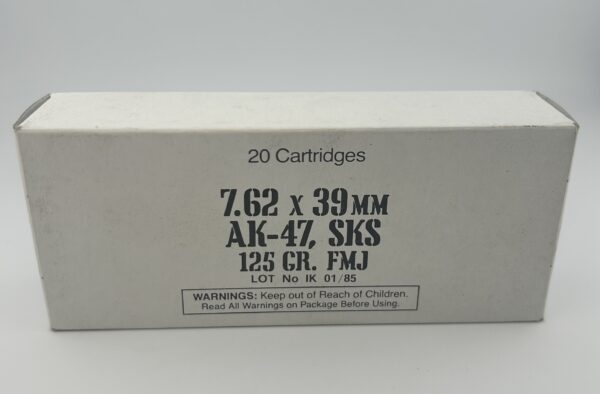 20 Cartridges
7.62 x 39MM
AK-47, SKS
125 GR. FMJ
LOT No IK 01/85
WARNINGS: Keep out of Reach of Children.
Read All Warnings on Package Before Using.